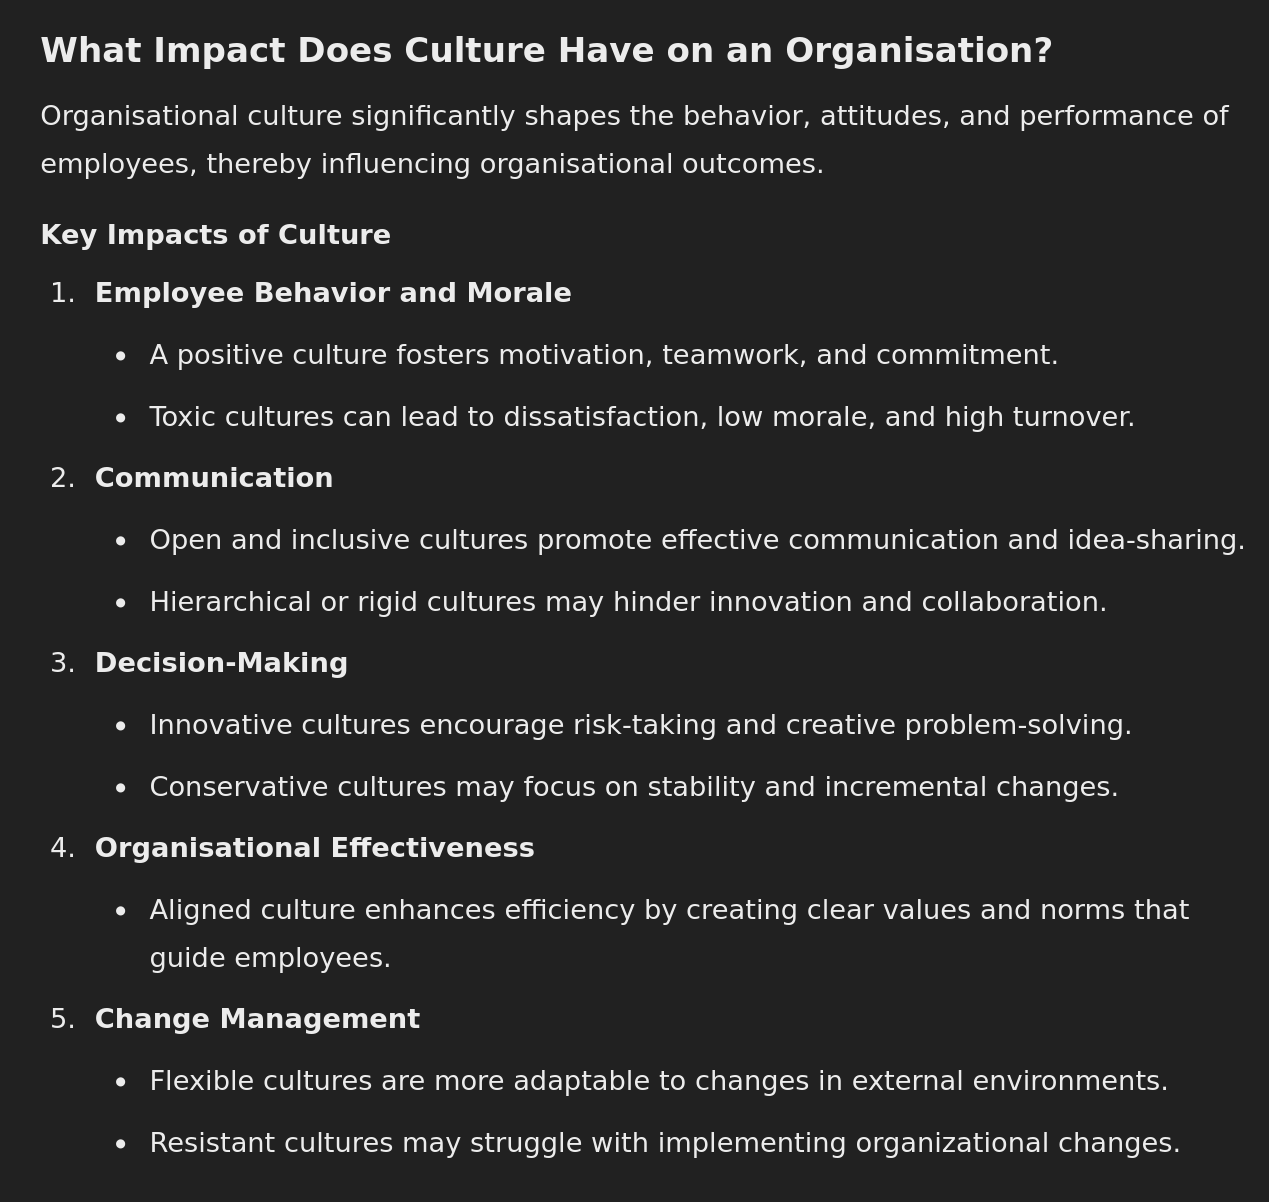 What Impact Does Culture Have on an Organisation?
Organisational culture significantly shapes the behavior, attitudes, and performance of
employees, thereby influencing organisational outcomes.
Key Impacts of Culture
1. Employee Behavior and Morale
• A positive culture fosters motivation, teamwork, and commitment.
• Toxic cultures can lead to dissatisfaction, low morale, and high turnover.
2. Communication
• Open and inclusive cultures promote effective communication and idea-sharing.
• Hierarchical or rigid cultures may hinder innovation and collaboration.
3. Decision-Making
• Innovative cultures encourage risk-taking and creative problem-solving.
• Conservative cultures may focus on stability and incremental changes.
4. Organisational Effectiveness
• Aligned culture enhances efficiency by creating clear values and norms that
guide employees.
5. Change Management
• Flexible cultures are more adaptable to changes in external environments.
• Resistant cultures may struggle with implementing organizational changes.